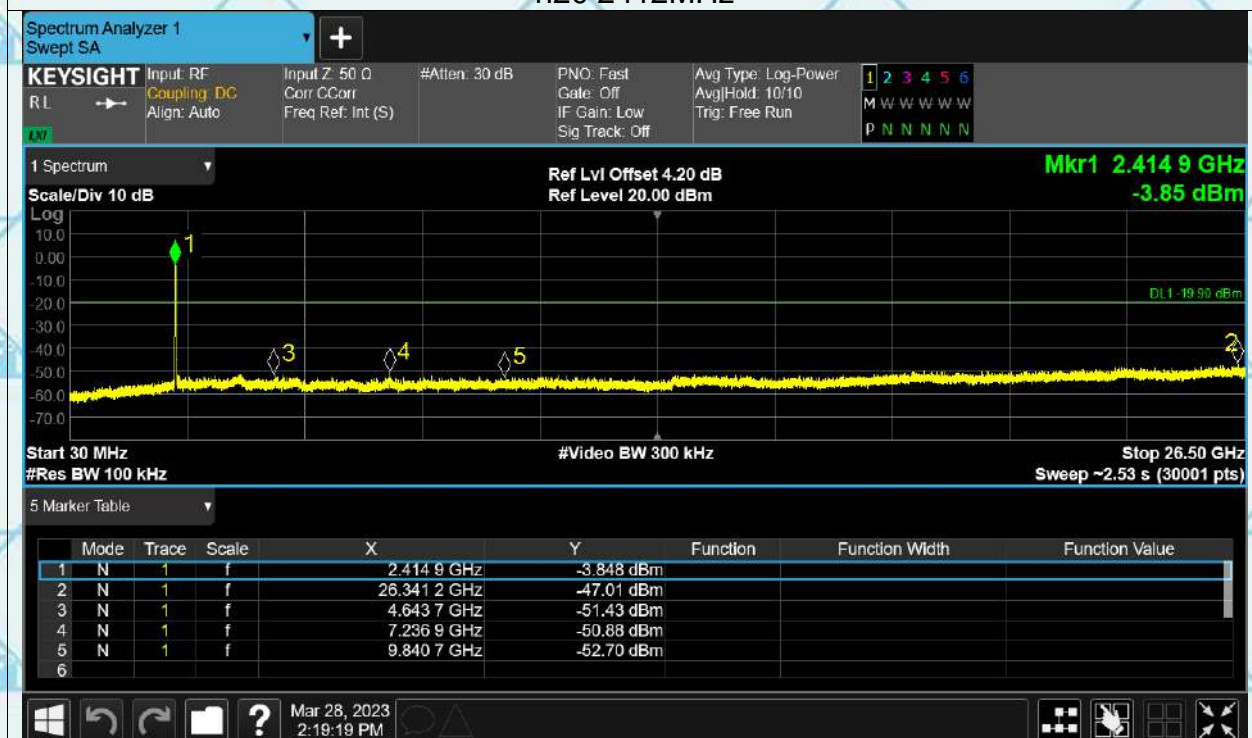 Spectrum Analyzer 1
Swept SA
+
KEYSIGHT
RL
LXI
Input: RF
Coupling: DC
Align: Auto
Input Z: 50 Ω
Corr CCorr
Freq Ref: Int (S)
#Atten: 30 dB
PNO: Fast
Gate: Off
IF Gain: Low
Sig Track: Off
Avg Type: Log-Power
Avg|Hold: 10/10
Trig: Free Run
1 2 3 4 5 6
M W W W W W
P N N N N N
1 Spectrum
Scale/Div 10 dB
Ref Lvl Offset 4.20 dB
Ref Level 20.00 dBm
Mkr1 2.414 9 GHz
-3.85 dBm
Log
10.0
0.00
-10.0
-20.0
-30.0
-40.0
-50.0
-60.0
-70.0
1
3
4
5
2
DL1 -19.90 dBm
Start 30 MHz
#Video BW 300 kHz
Stop 26.50 GHz
#Res BW 100 kHz
Sweep ~2.53 s (30001 pts)
5 Marker Table
Mode Trace Scale X Y Function Function Width Function Value
1 N 1 f 2.414 9 GHz -3.848 dBm
2 N 1 f 26.341 2 GHz -47.01 dBm
3 N 1 f 4.643 7 GHz -51.43 dBm
4 N 1 f 7.236 9 GHz -50.88 dBm
5 N 1 f 9.840 7 GHz -52.70 dBm
6
?
Mar 28, 2023
2:19:19 PM